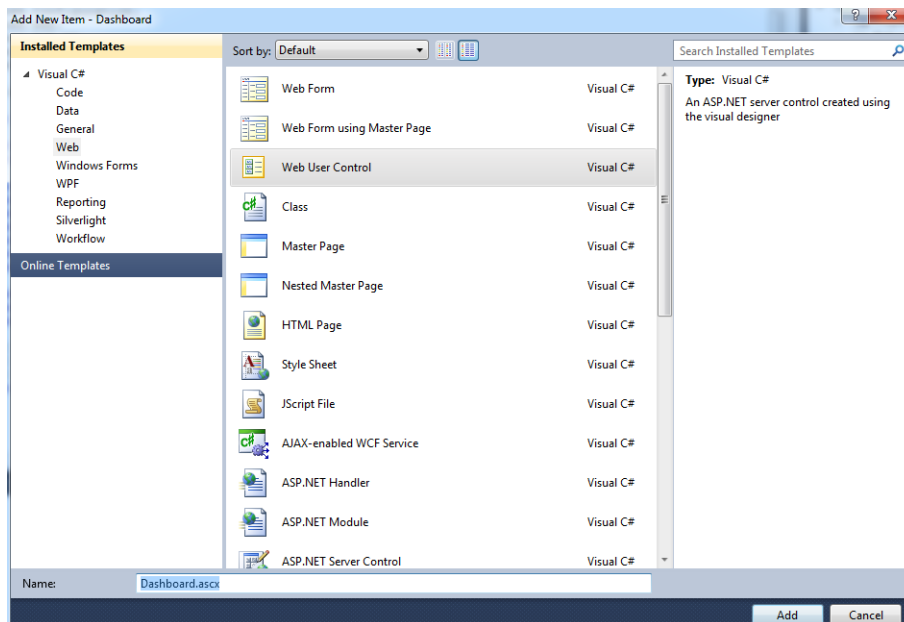 Add New Item - Dashboard
Installed Templates
Visual C#
Code
Data
General
Web
Windows Forms
WPF
Reporting
Silverlight
Workflow
Online Templates
Sort by: Default
Web Form Visual C#
Web Form using Master Page Visual C#
Web User Control Visual C#
Class Visual C#
Master Page Visual C#
Nested Master Page Visual C#
HTML Page Visual C#
Style Sheet Visual C#
JScript File Visual C#
AJAX-enabled WCF Service Visual C#
ASP.NET Handler Visual C#
ASP.NET Module Visual C#
ASP.NET Server Control Visual C#
Search Installed Templates
Type: Visual C#
An ASP.NET server control created using
the visual designer
Name: Dashboard.ascx
Add Cancel